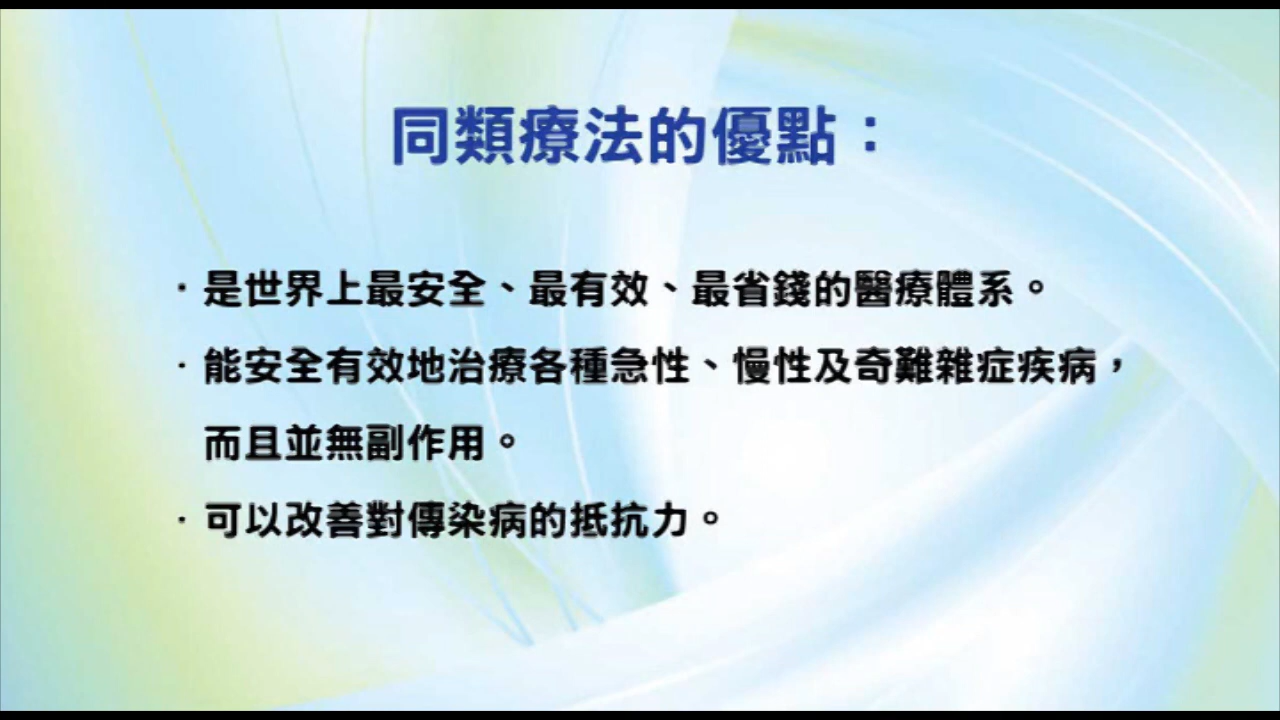 同類療法的優點：
· 是世界上最安全、最有效、最省錢的醫療體系。
· 能安全有效地治療各種急性、慢性及奇難雜症疾病，
而且並無副作用。
· 可以改善對傳染病的抵抗力。